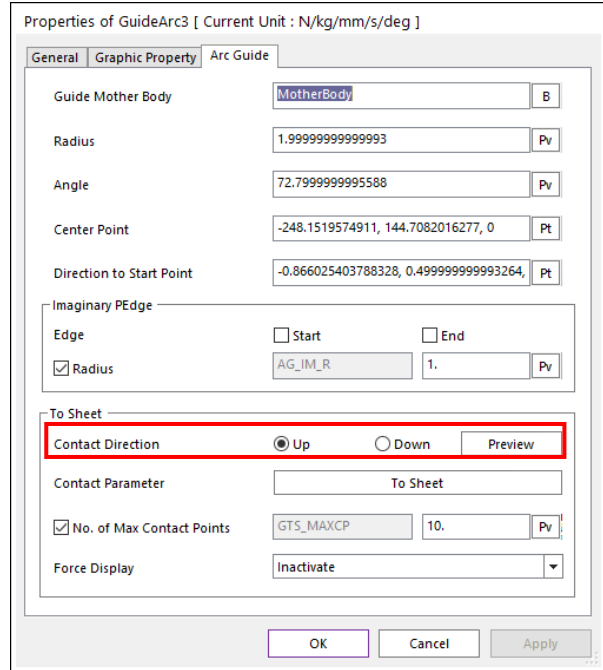 Properties of GuideArc3 [ Current Unit : N/kg/mm/s/deg ]
General Graphic Property Arc Guide
Guide Mother Body MotherBody B
Radius 1.99999999999993 Pv
Angle 72.7999999995588 Pv
Center Point -248.1519574911, 144.7082016277, 0 Pt
Direction to Start Point -0.866025403788328, 0.499999999993264, Pt
Imaginary PEdge
Edge Start End
Radius AG_IM_R 1. Pv
To Sheet
Contact Direction Up Down Preview
Contact Parameter To Sheet
No. of Max Contact Points GTS_MAXCP 10. Pv
Force Display Inactivate
OK Cancel Apply